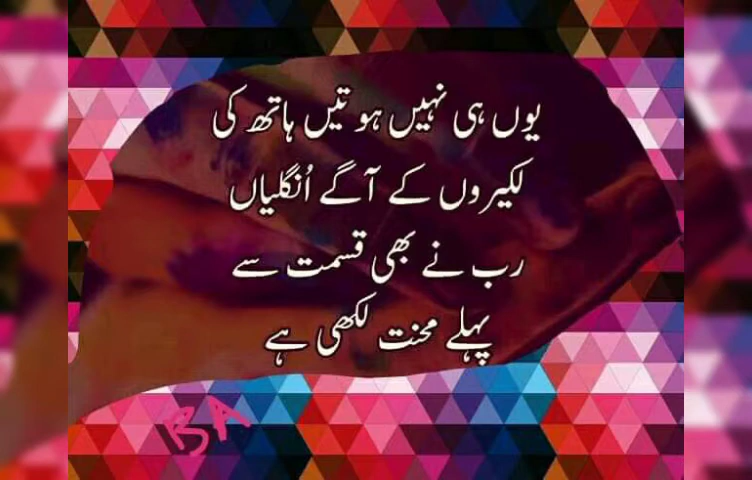 یوں ہی نہیں ہوتیں ہاتھ کی
لکیروں کے آگے اُنگلیاں
رب نے بھی قسمت سے
پہلے محنت لکھی ہے
BA